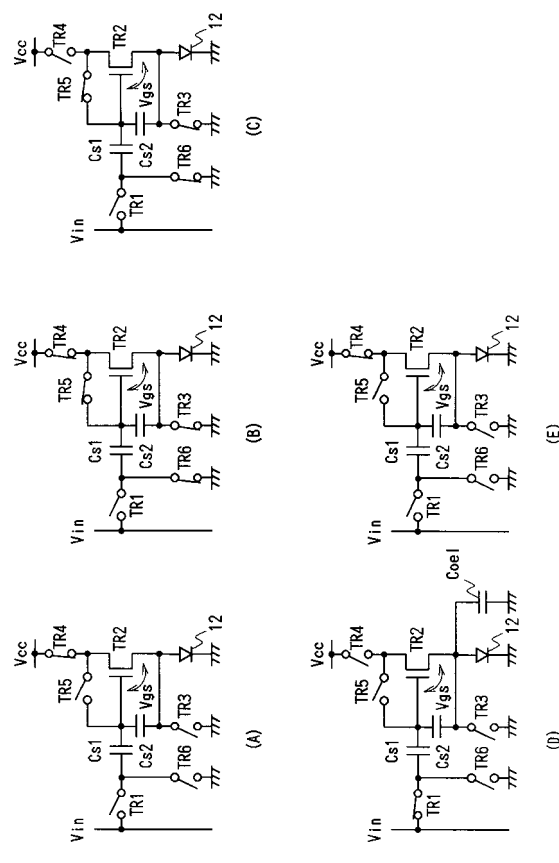 Vcc
TR4
TR2
12
TR5
Vgs
TR3
Cs1
Cs2
TR6
TR1
Vin
(A)
Vcc
TR4
TR2
12
TR5
Vgs
TR3
Cs1
Cs2
TR6
TR1
Vin
(B)
Vcc
TR4
TR2
12
TR5
Vgs
TR3
Cs1
Cs2
TR6
TR1
Vin
(C)
Vcc
TR4
TR2
Coel
12
TR5
Vgs
TR3
Cs1
Cs2
TR6
TR1
Vin
(D)
Vcc
TR4
TR2
12
TR5
Vgs
TR3
Cs1
Cs2
TR6
TR1
Vin
(E)